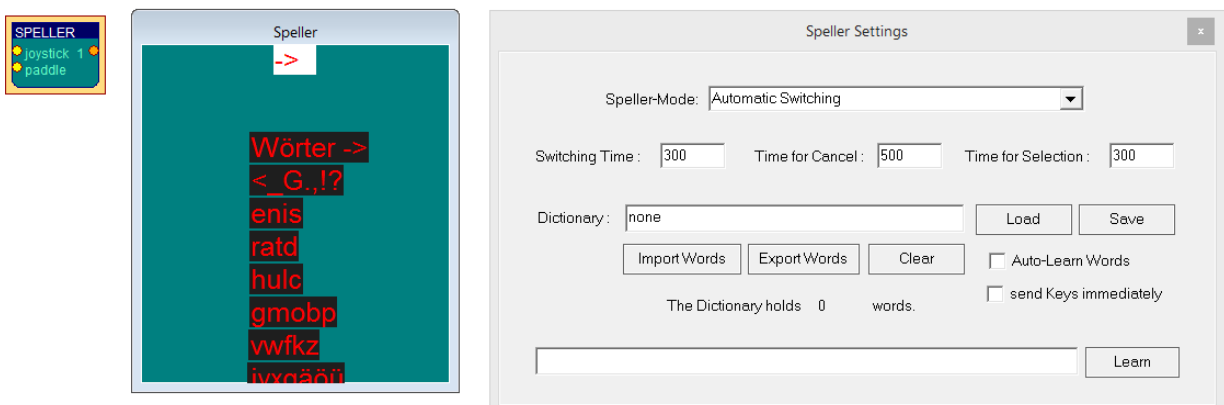 SPELLER
joystick 1
paddle
Speller
->
Wörter ->
<_G.,!?
enis
ratd
hulc
gmobp
vwfkz
jyxqäöü
Speller Settings
x
Speller-Mode: Automatic Switching
Switching Time : 300 Time for Cancel : 500 Time for Selection : 300
Dictionary : none Load Save
Import Words Export Words Clear Auto-Learn Words
send Keys immediately
The Dictionary holds 0 words.
Learn